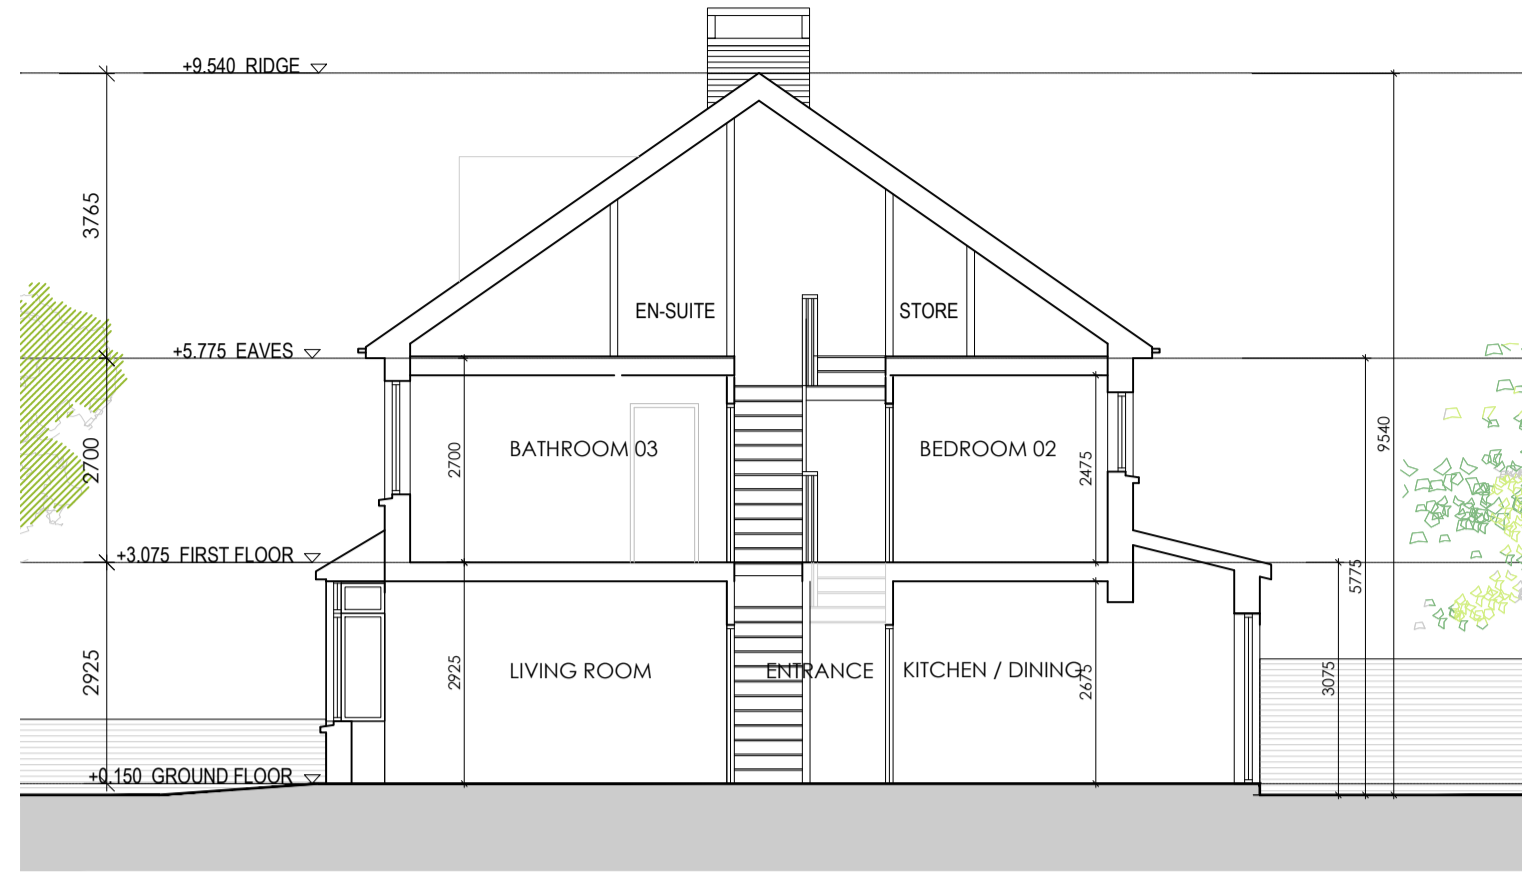 +9.540 RIDGE
3765
EN-SUITE
STORE
+5.775 EAVES
9540
BATHROOM 03
BEDROOM 02
2700
2700
2475
+3.075 FIRST FLOOR
5775
2925
2925
LIVING ROOM
ENTRANCE
KITCHEN / DINING
2675
3075
+0.150 GROUND FLOOR